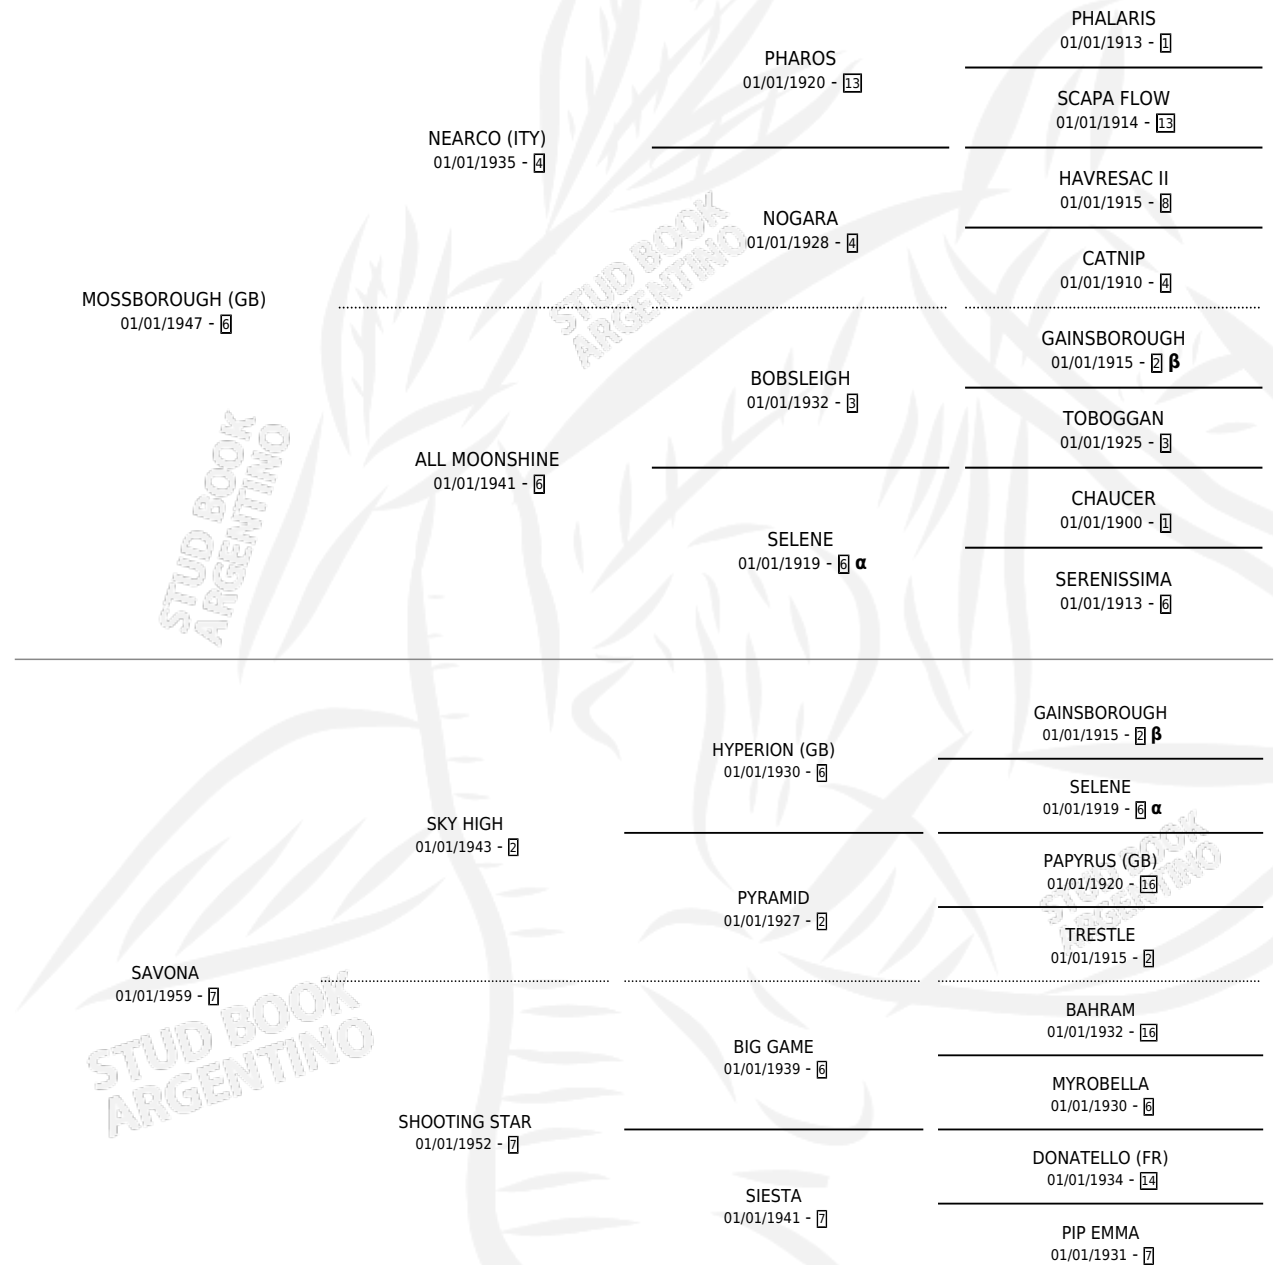 PHALARIS
01/01/1913 - 1
PHAROS
01/01/1920 - 13
SCAPA FLOW
01/01/1914 - 13
NEARCO (ITY)
01/01/1935 - 4
HAVRESAC II
01/01/1915 - 8
NOGARA
01/01/1928 - 4
CATNIP
01/01/1910 - 4
MOSSBOROUGH (GB)
01/01/1947 - 6
GAINSBOROUGH
01/01/1915 - 2 β
BOBSLEIGH
01/01/1932 - 3
TOBOGGAN
01/01/1925 - 3
ALL MOONSHINE
01/01/1941 - 6
CHAUCER
01/01/1900 - 1
SELENE
01/01/1919 - 6 α
SERENISSIMA
01/01/1913 - 6
GAINSBOROUGH
01/01/1915 - 2 β
HYPERION (GB)
01/01/1930 - 6
SELENE
01/01/1919 - 6 α
SKY HIGH
01/01/1943 - 2
PAPYRUS (GB)
01/01/1920 - 16
PYRAMID
01/01/1927 - 2
TRESTLE
01/01/1915 - 2
SAVONA
01/01/1959 - 7
BAHRAM
01/01/1932 - 16
BIG GAME
01/01/1939 - 6
MYROBELLA
01/01/1930 - 6
SHOOTING STAR
01/01/1952 - 7
DONATELLO (FR)
01/01/1934 - 14
SIESTA
01/01/1941 - 7
PIP EMMA
01/01/1931 - 7
STUD BOOK
ARGENTINO
STUD BOOK
ARGENTINO
STUD BOOK
ARGENTINO
STUD BOOK
ARGENTINO